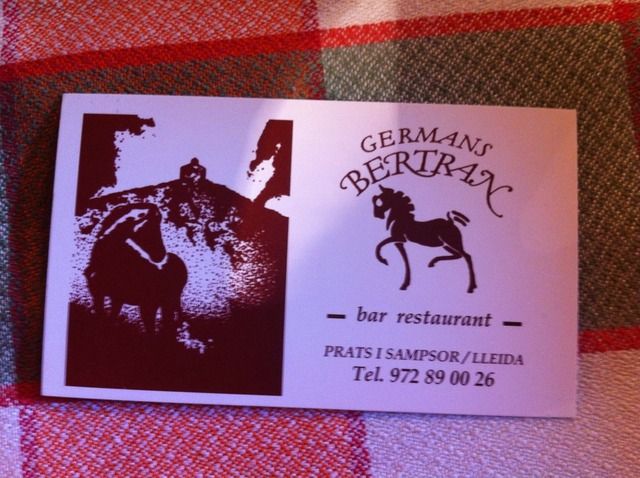 GERMANS
BERTRAN
- bar restaurant -
PRATS I SAMPSOR/LLEIDA
Tel. 972 89 00 26